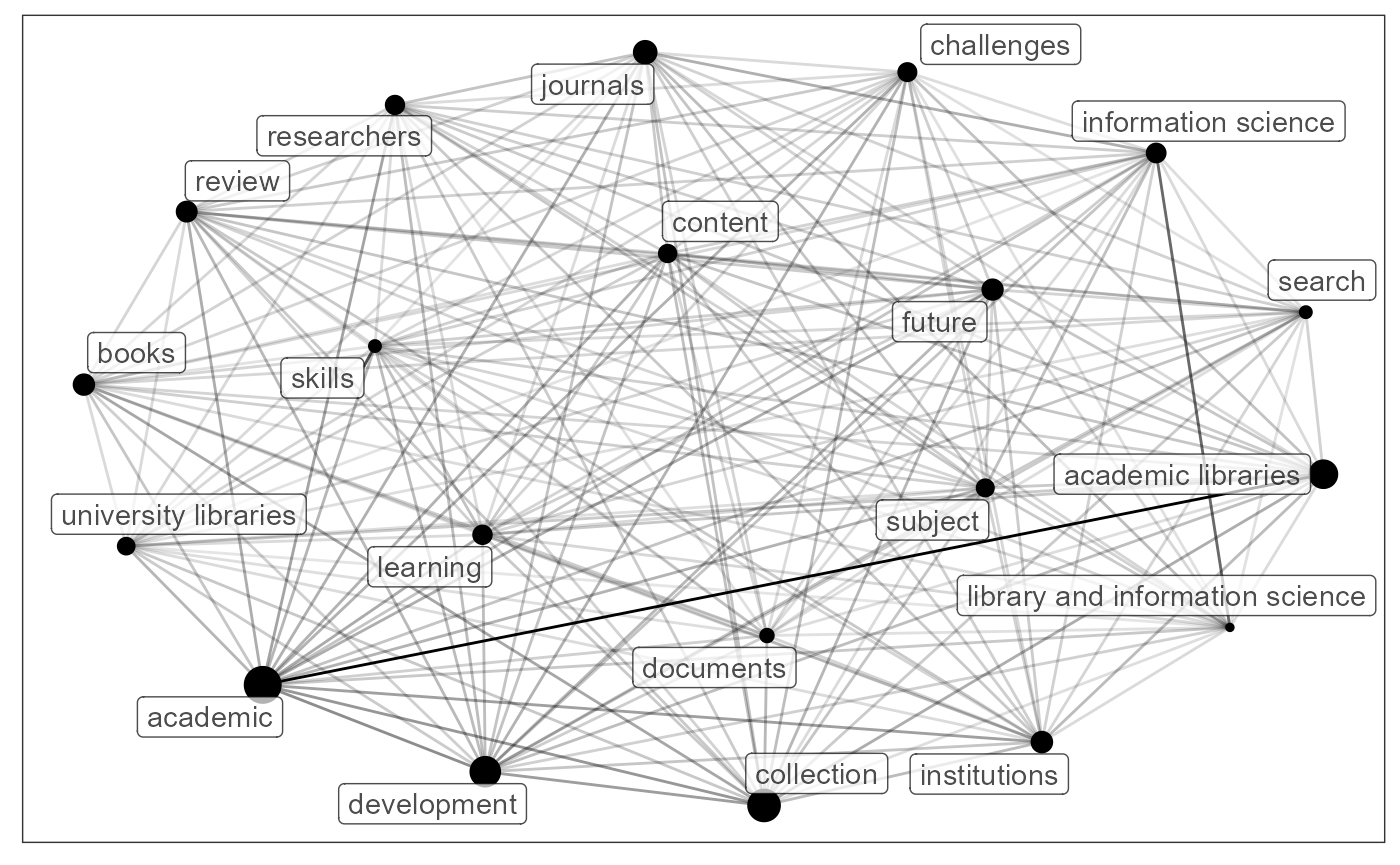 challenges
journals
information science
researchers
review
content
search
future
books
skills
academic libraries
university libraries
subject
learning
library and information science
documents
academic
collection
institutions
development